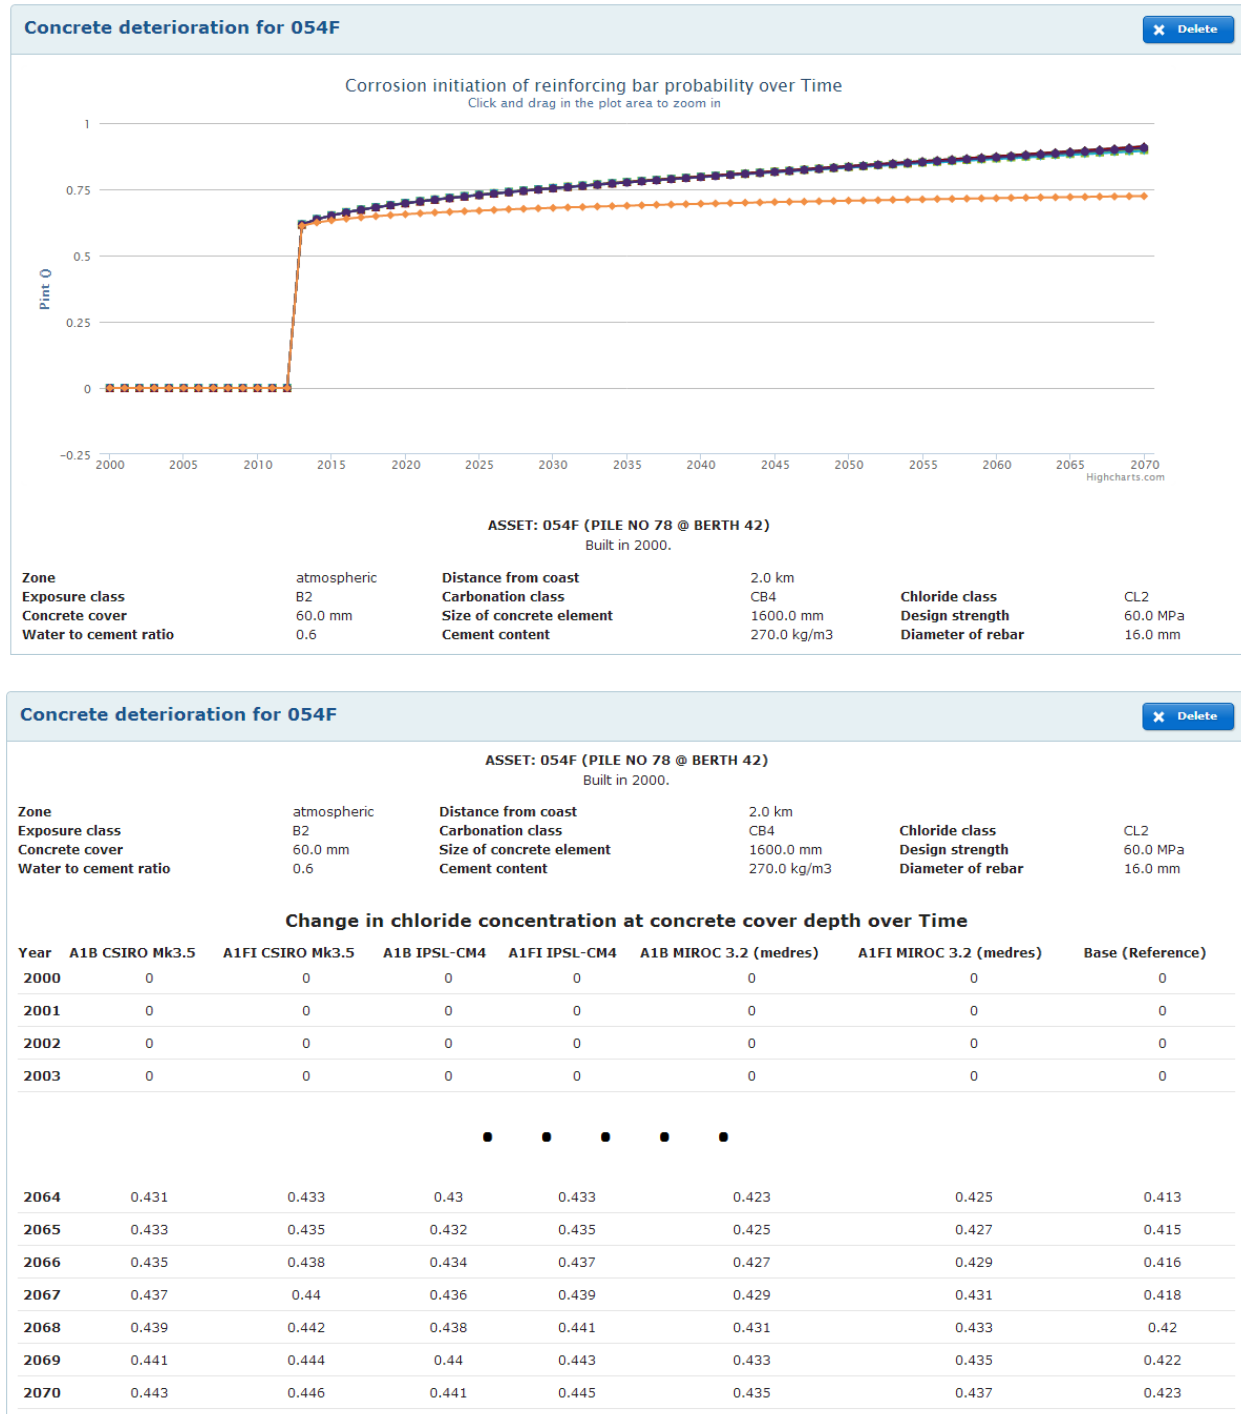 Concrete deterioration for 054F
Delete
Corrosion initiation of reinforcing bar probability over Time
Click and drag in the plot area to zoom in
1
0.75
0.5
0.25
0
-0.25
Pint ()
2000 2005 2010 2015 2020 2025 2030 2035 2040 2045 2050 2055 2060 2065 2070
Highcharts.com
ASSET: 054F (PILE NO 78 @ BERTH 42)
Built in 2000.
Zone atmospheric Distance from coast 2.0 km
Exposure class B2 Carbonation class CB4 Chloride class CL2
Concrete cover 60.0 mm Size of concrete element 1600.0 mm Design strength 60.0 MPa
Water to cement ratio 0.6 Cement content 270.0 kg/m3 Diameter of rebar 16.0 mm
Concrete deterioration for 054F
Delete
ASSET: 054F (PILE NO 78 @ BERTH 42)
Built in 2000.
Zone atmospheric Distance from coast 2.0 km
Exposure class B2 Carbonation class CB4 Chloride class CL2
Concrete cover 60.0 mm Size of concrete element 1600.0 mm Design strength 60.0 MPa
Water to cement ratio 0.6 Cement content 270.0 kg/m3 Diameter of rebar 16.0 mm
Change in chloride concentration at concrete cover depth over Time
Year A1B CSIRO Mk3.5 A1FI CSIRO Mk3.5 A1B IPSL-CM4 A1FI IPSL-CM4 A1B MIROC 3.2 (medres) A1FI MIROC 3.2 (medres) Base (Reference)
2000 0 0 0 0 0 0 0
2001 0 0 0 0 0 0 0
2002 0 0 0 0 0 0 0
2003 0 0 0 0 0 0 0
. . . . .
2064 0.431 0.433 0.43 0.433 0.423 0.425 0.413
2065 0.433 0.435 0.432 0.435 0.425 0.427 0.415
2066 0.435 0.438 0.434 0.437 0.427 0.429 0.416
2067 0.437 0.44 0.436 0.439 0.429 0.431 0.418
2068 0.439 0.442 0.438 0.441 0.431 0.433 0.42
2069 0.441 0.444 0.44 0.443 0.433 0.435 0.422
2070 0.443 0.446 0.441 0.445 0.435 0.437 0.423